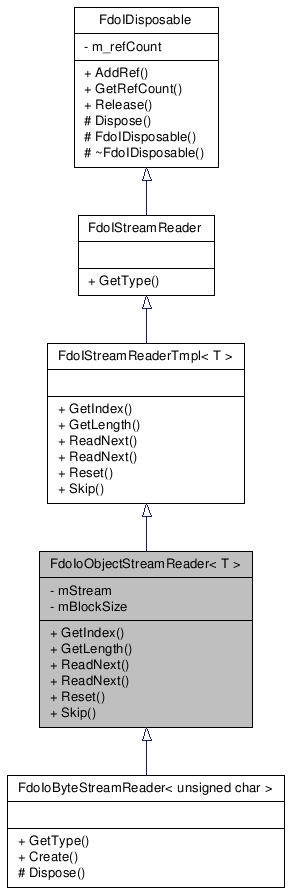 FdoIDisposable
- m_refCount
+ AddRef()
+ GetRefCount()
+ Release()
# Dispose()
# FdoIDisposable()
# ~FdoIDisposable()
FdoIStreamReader
+ GetType()
FdoIStreamReaderTmpl< T >
+ GetIndex()
+ GetLength()
+ ReadNext()
+ ReadNext()
+ Reset()
+ Skip()
FdoIoObjectStreamReader< T >
- mStream
- mBlockSize
+ GetIndex()
+ GetLength()
+ ReadNext()
+ ReadNext()
+ Reset()
+ Skip()
FdoIoByteStreamReader< unsigned char >
+ GetType()
+ Create()
# Dispose()